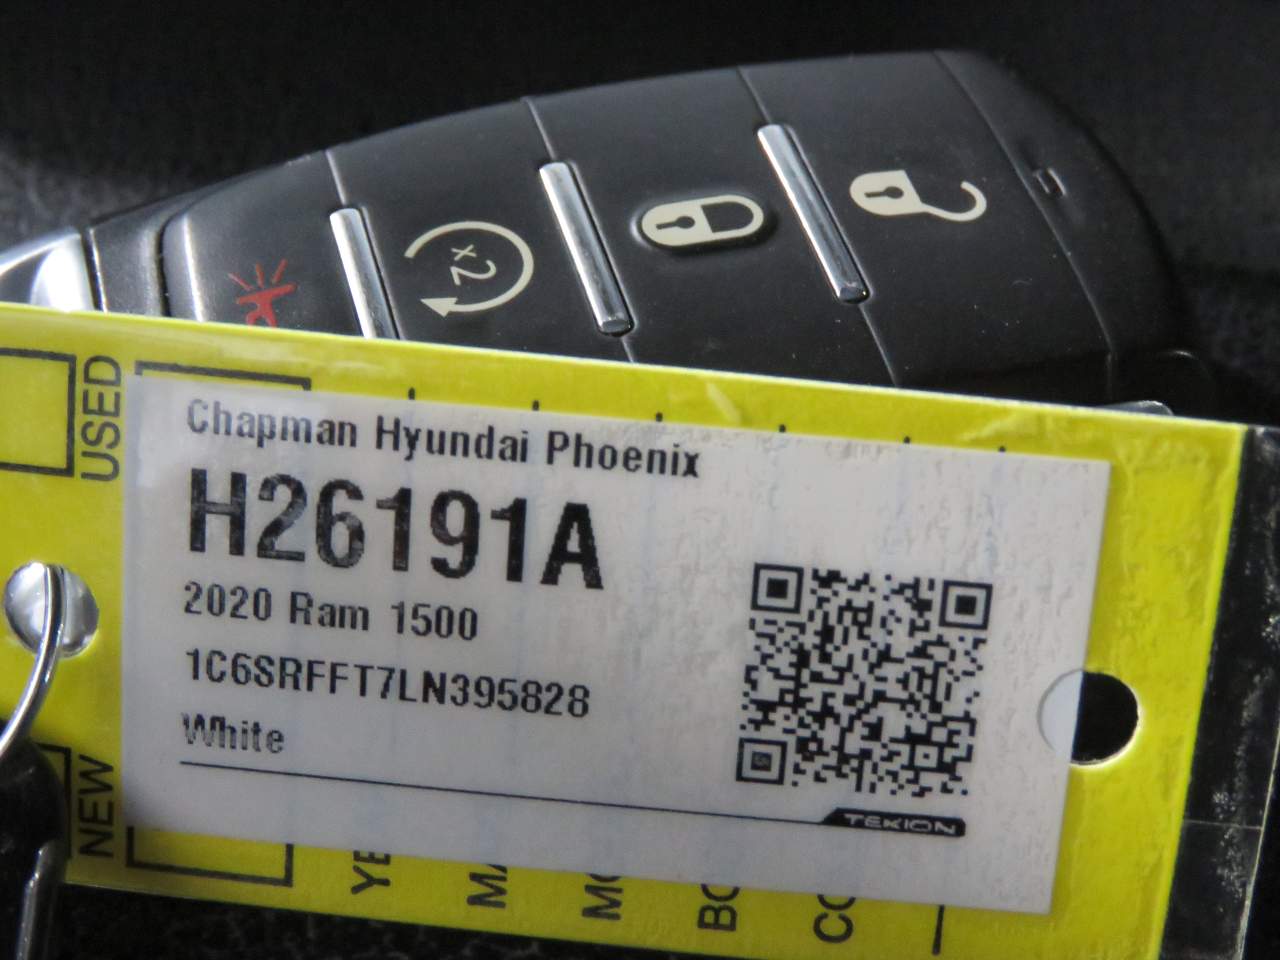 x2
USED
Chapman Hyundai Phoenix
H26191A
2020 Ram 1500
1C6SRFFT7LN395828
White
TEKION
NEW